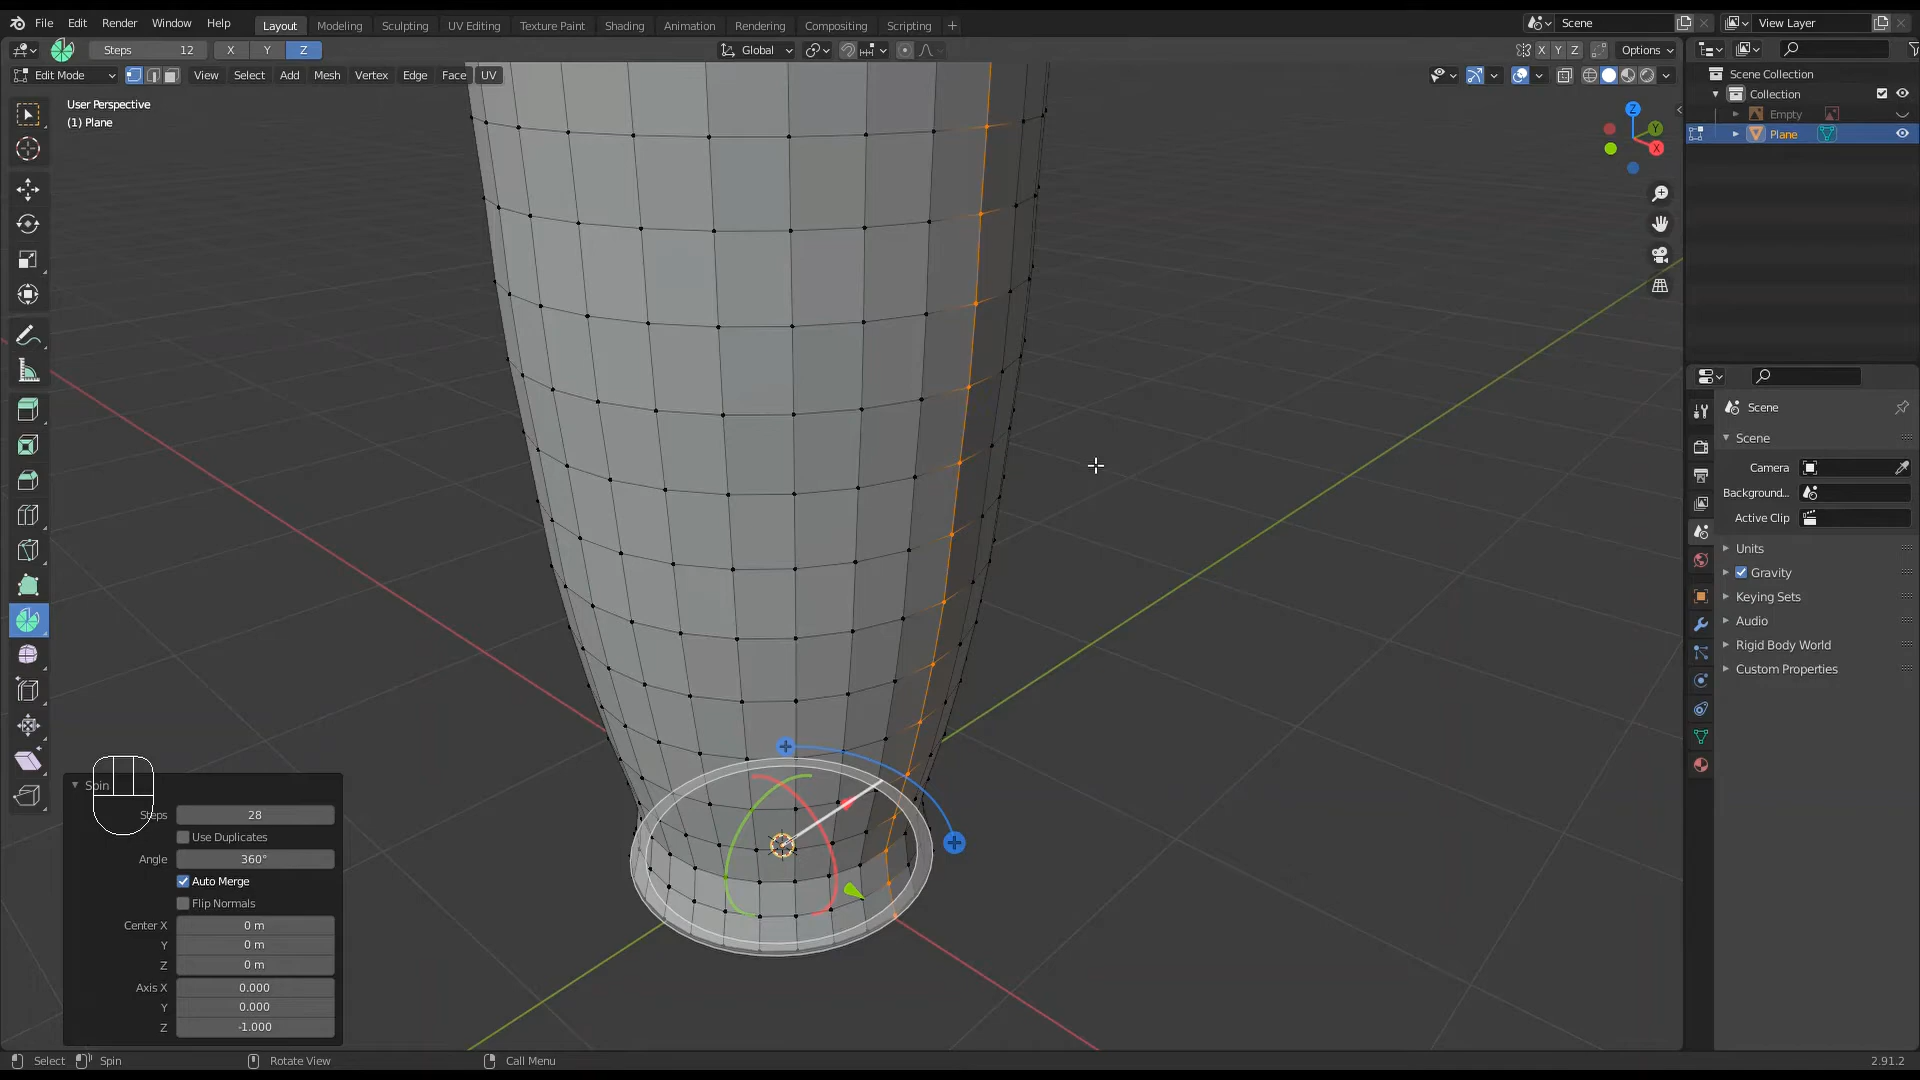 File Edit Render Window Help Layout Modeling Sculpting UV Editing Texture Paint Shading Animation Rendering Compositing Scripting + Scene View Layer
Steps 12 X Y Z Global X Y Z Options
Edit Mode View Select Add Mesh Vertex Edge Face UV
User Perspective
(1) Plane
Scene Collection
Collection
Empty
Plane
Z
Y
X
Scene
Scene
Camera
Background...
Active Clip
Units
Gravity
Keying Sets
Audio
Rigid Body World
Custom Properties
Spin
Steps 28
Use Duplicates
Angle 360°
Auto Merge
Flip Normals
Center X 0 m
Y 0 m
Z 0 m
Axis X 0.000
Y 0.000
Z -1.000
Select Spin Rotate View Call Menu 2.91.2